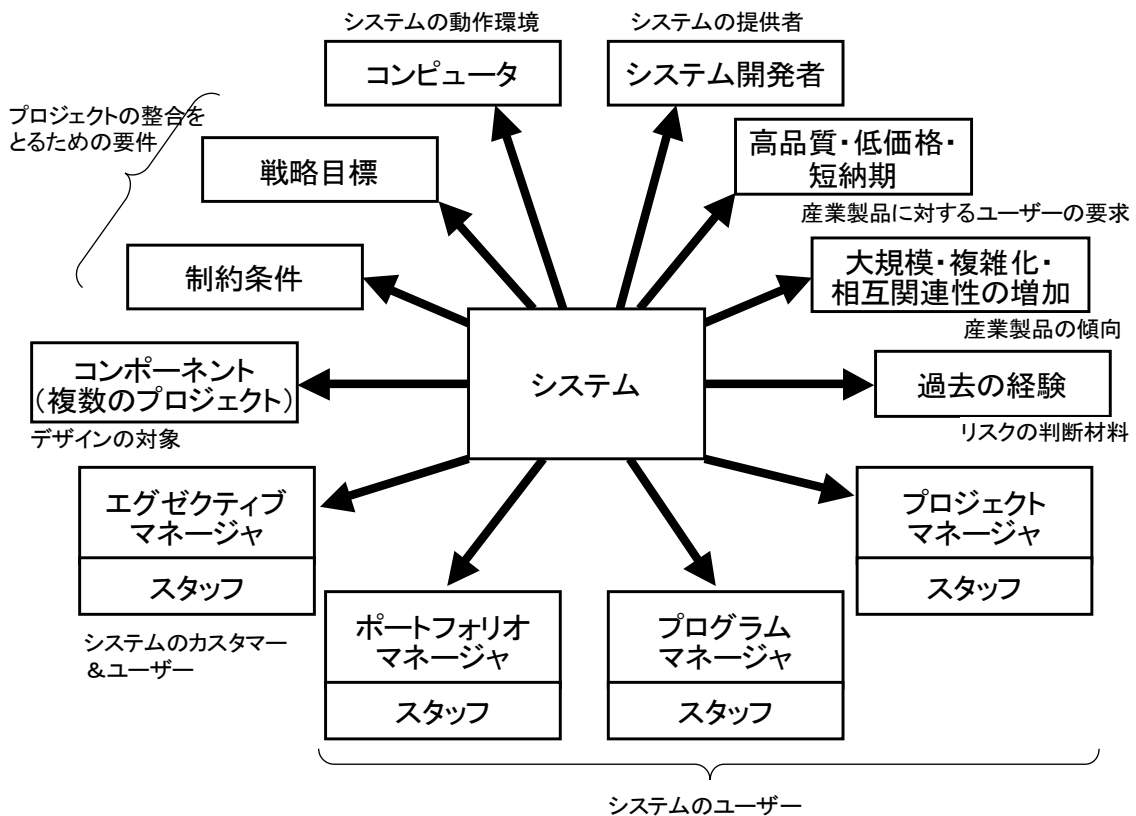 システムの動作環境
コンピュータ
システムの提供者
システム開発者
プロジェクトの整合を
とるための要件
戦略目標
高品質・低価格・
短納期
産業製品に対するユーザーの要求
制約条件
大規模・複雑化・
相互関連性の増加
産業製品の傾向
コンポーネント
(複数のプロジェクト)
デザインの対象
システム
過去の経験
リスクの判断材料
エグゼクティブ
マネージャ
スタッフ
システムのカスタマー
&ユーザー
ポートフォリオ
マネージャ
スタッフ
プログラム
マネージャ
スタッフ
プロジェクト
マネージャ
スタッフ
システムのユーザー